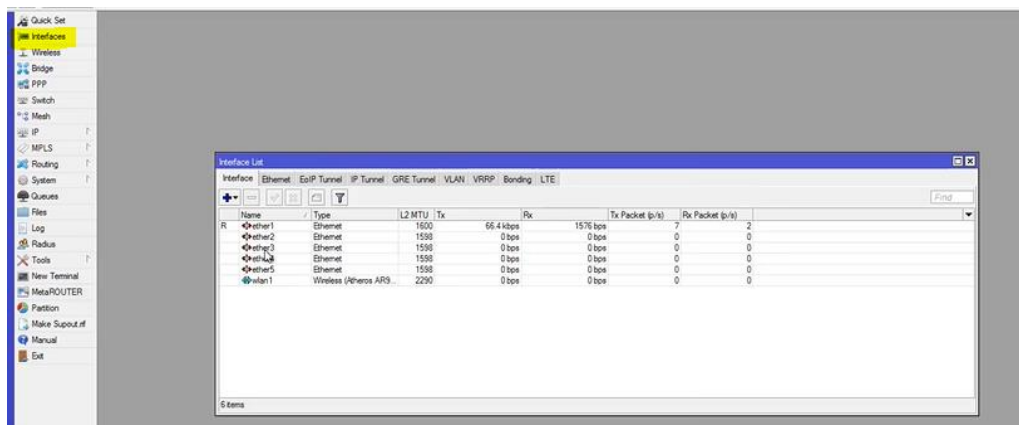 Quick Set
Interfaces
Wireless
Bridge
PPP
Switch
Mesh
IP
MPLS
Routing
System
Queues
Files
Log
Radius
Tools
New Terminal
MetaROUTER
Partition
Make Supout.rif
Manual
Exit
Interface List
Interface Ethernet EoIP Tunnel IP Tunnel GRE Tunnel VLAN VRRP Bonding LTE
Find
Name Type L2 MTU Tx Rx Tx Packet (p/s) Rx Packet (p/s)
R ether1 Ethernet 1600 66.4 kbps 1576 bps 7 2
ether2 Ethernet 1598 0 bps 0 bps 0 0
ether3 Ethernet 1598 0 bps 0 bps 0 0
ether4 Ethernet 1598 0 bps 0 bps 0 0
ether5 Ethernet 1598 0 bps 0 bps 0 0
wlan1 Wireless (Atheros AR9... 2290 0 bps 0 bps 0 0
6 items